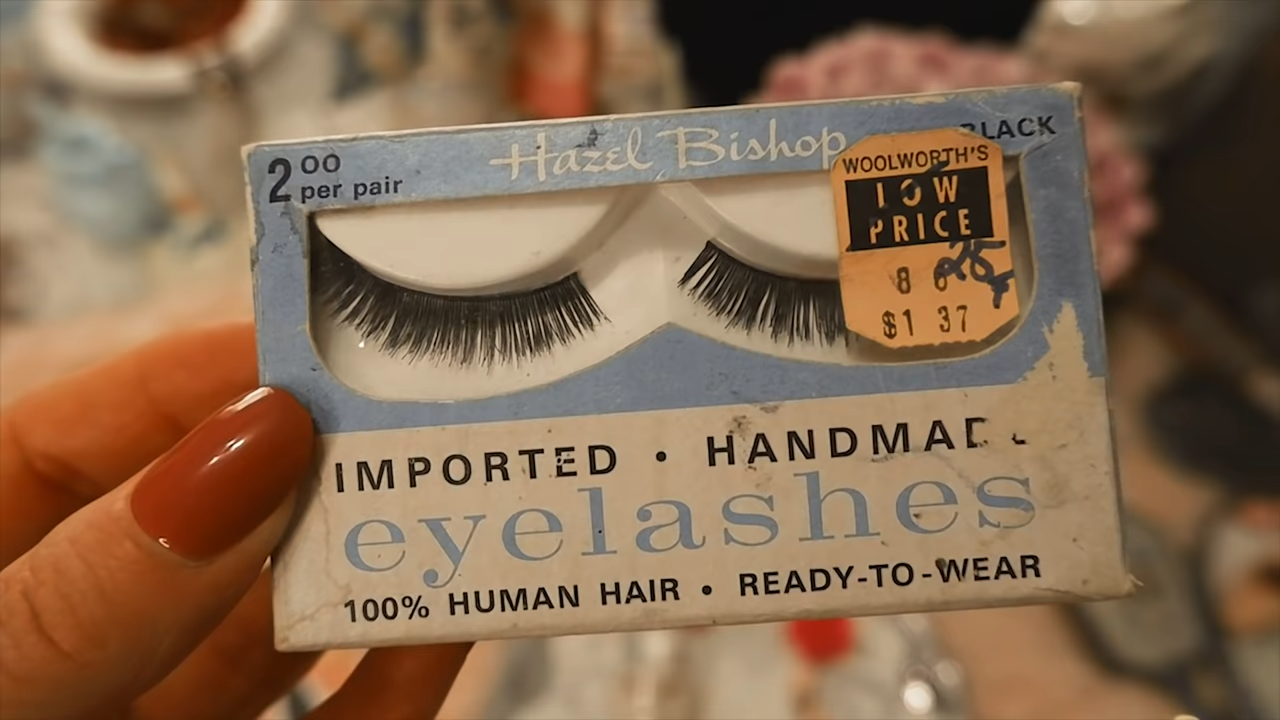 2 00 per pair
Hazel Bishop
BLACK
WOOLWORTH'S
LOW
PRICE
$1 37
IMPORTED • HANDMADE
eyelashes
100% HUMAN HAIR • READY-TO-WEAR